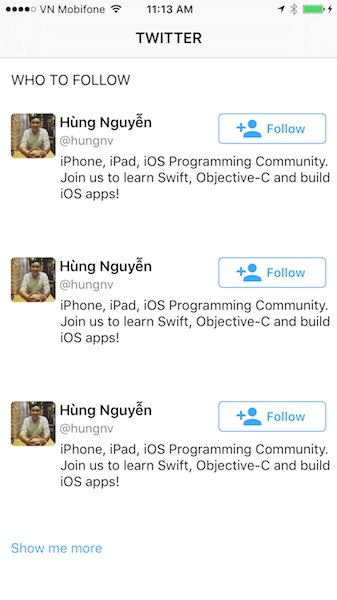 VN Mobifone 11:13 AM
TWITTER
WHO TO FOLLOW
Hùng Nguyễn Follow
@hungnv
iPhone, iPad, iOS Programming Community.
Join us to learn Swift, Objective-C and build
iOS apps!
Hùng Nguyễn Follow
@hungnv
iPhone, iPad, iOS Programming Community.
Join us to learn Swift, Objective-C and build
iOS apps!
Hùng Nguyễn Follow
@hungnv
iPhone, iPad, iOS Programming Community.
Join us to learn Swift, Objective-C and build
iOS apps!
Show me more